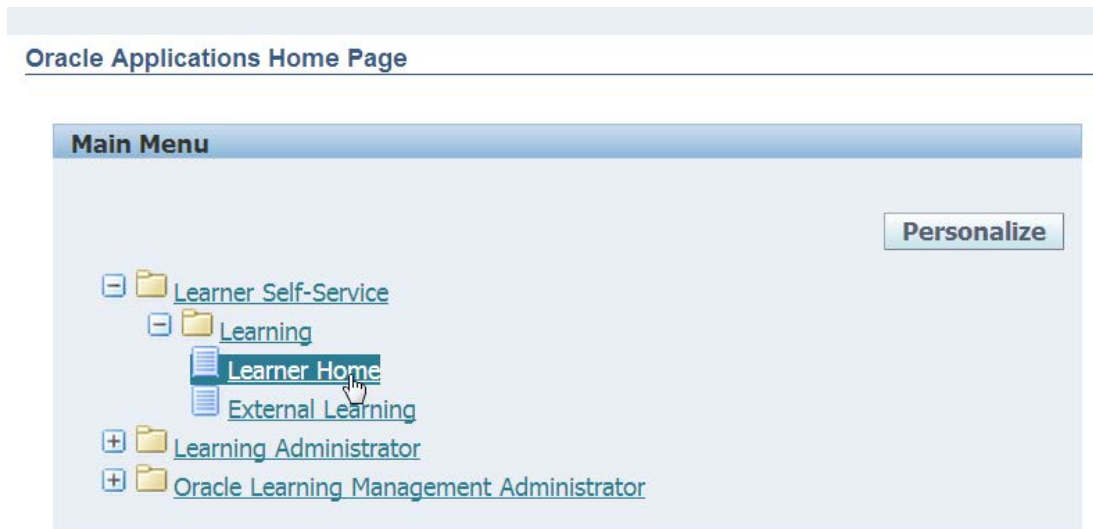 Oracle Applications Home Page
Main Menu
Personalize
Learner Self-Service
Learning
Learner Home
External Learning
Learning Administrator
Oracle Learning Management Administrator